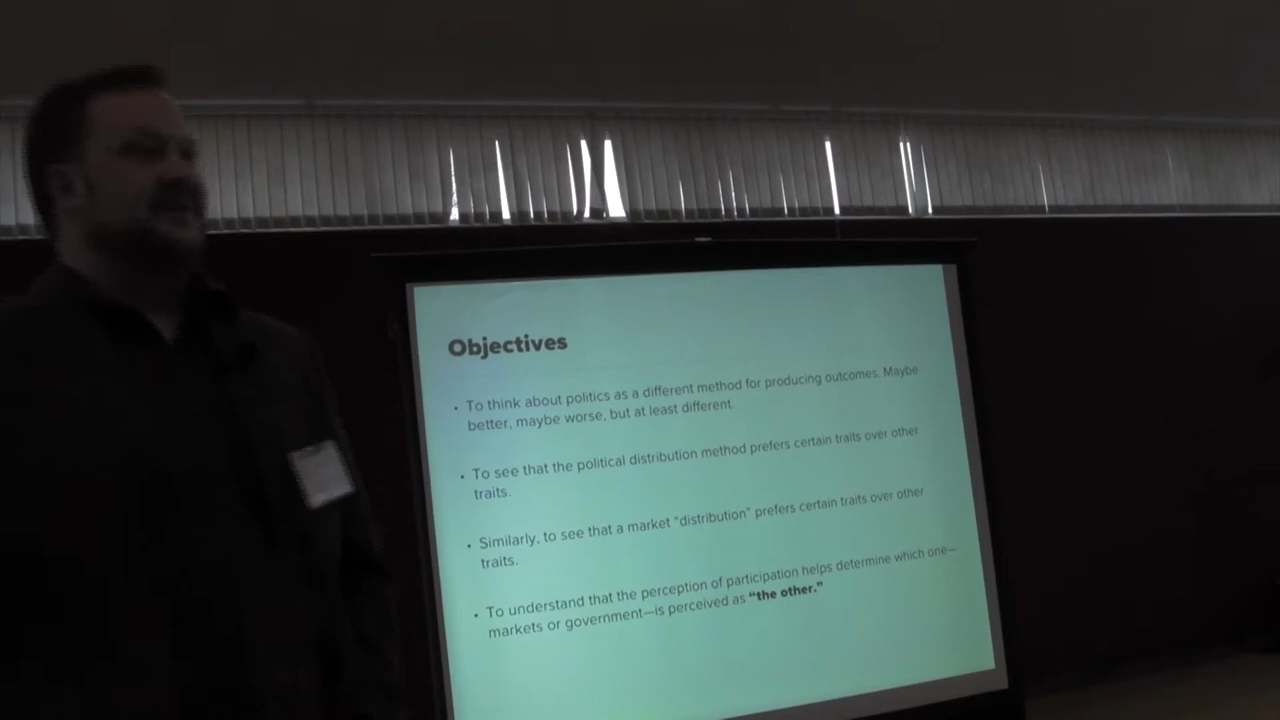 Objectives
• To think about politics as a different method for producing outcomes. Maybe
better, maybe worse, but at least different.
• To see that the political distribution method prefers certain traits over other
traits.
• Similarly, to see that a market "distribution" prefers certain traits over other
traits.
• To understand that the perception of participation helps determine which one—
markets or government—is perceived as "the other."